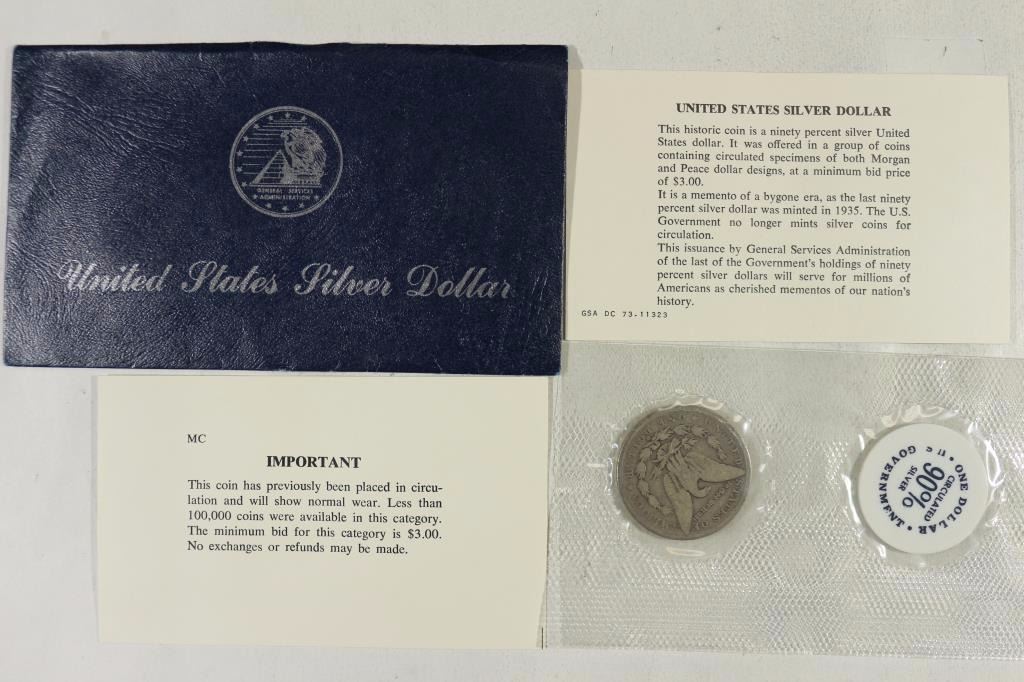 GENERAL SERVICES
★ ADMINISTRATION ★
United States Silver Dollar
UNITED STATES SILVER DOLLAR
This historic coin is a ninety percent silver United
States dollar. It was offered in a group of coins
containing circulated specimens of both Morgan
and Peace dollar designs, at a minimum bid price
of $3.00.
It is a memento of a bygone era, as the last ninety
percent silver dollar was minted in 1935. The U.S.
Government no longer mints silver coins for
circulation.
This issuance by General Services Administration
of the last of the Government's holdings of ninety
percent silver dollars will serve for millions of
Americans as cherished mementos of our nation's
history.
GSA DC 73-11323
MC
IMPORTANT
This coin has previously been placed in circu-
lation and will show normal wear. Less than
100,000 coins were available in this category.
The minimum bid for this category is $3.00.
No exchanges or refunds may be made.
ONE DOLLAR •
CIRCULATED
90%
SILVER
GOVERNMENT •